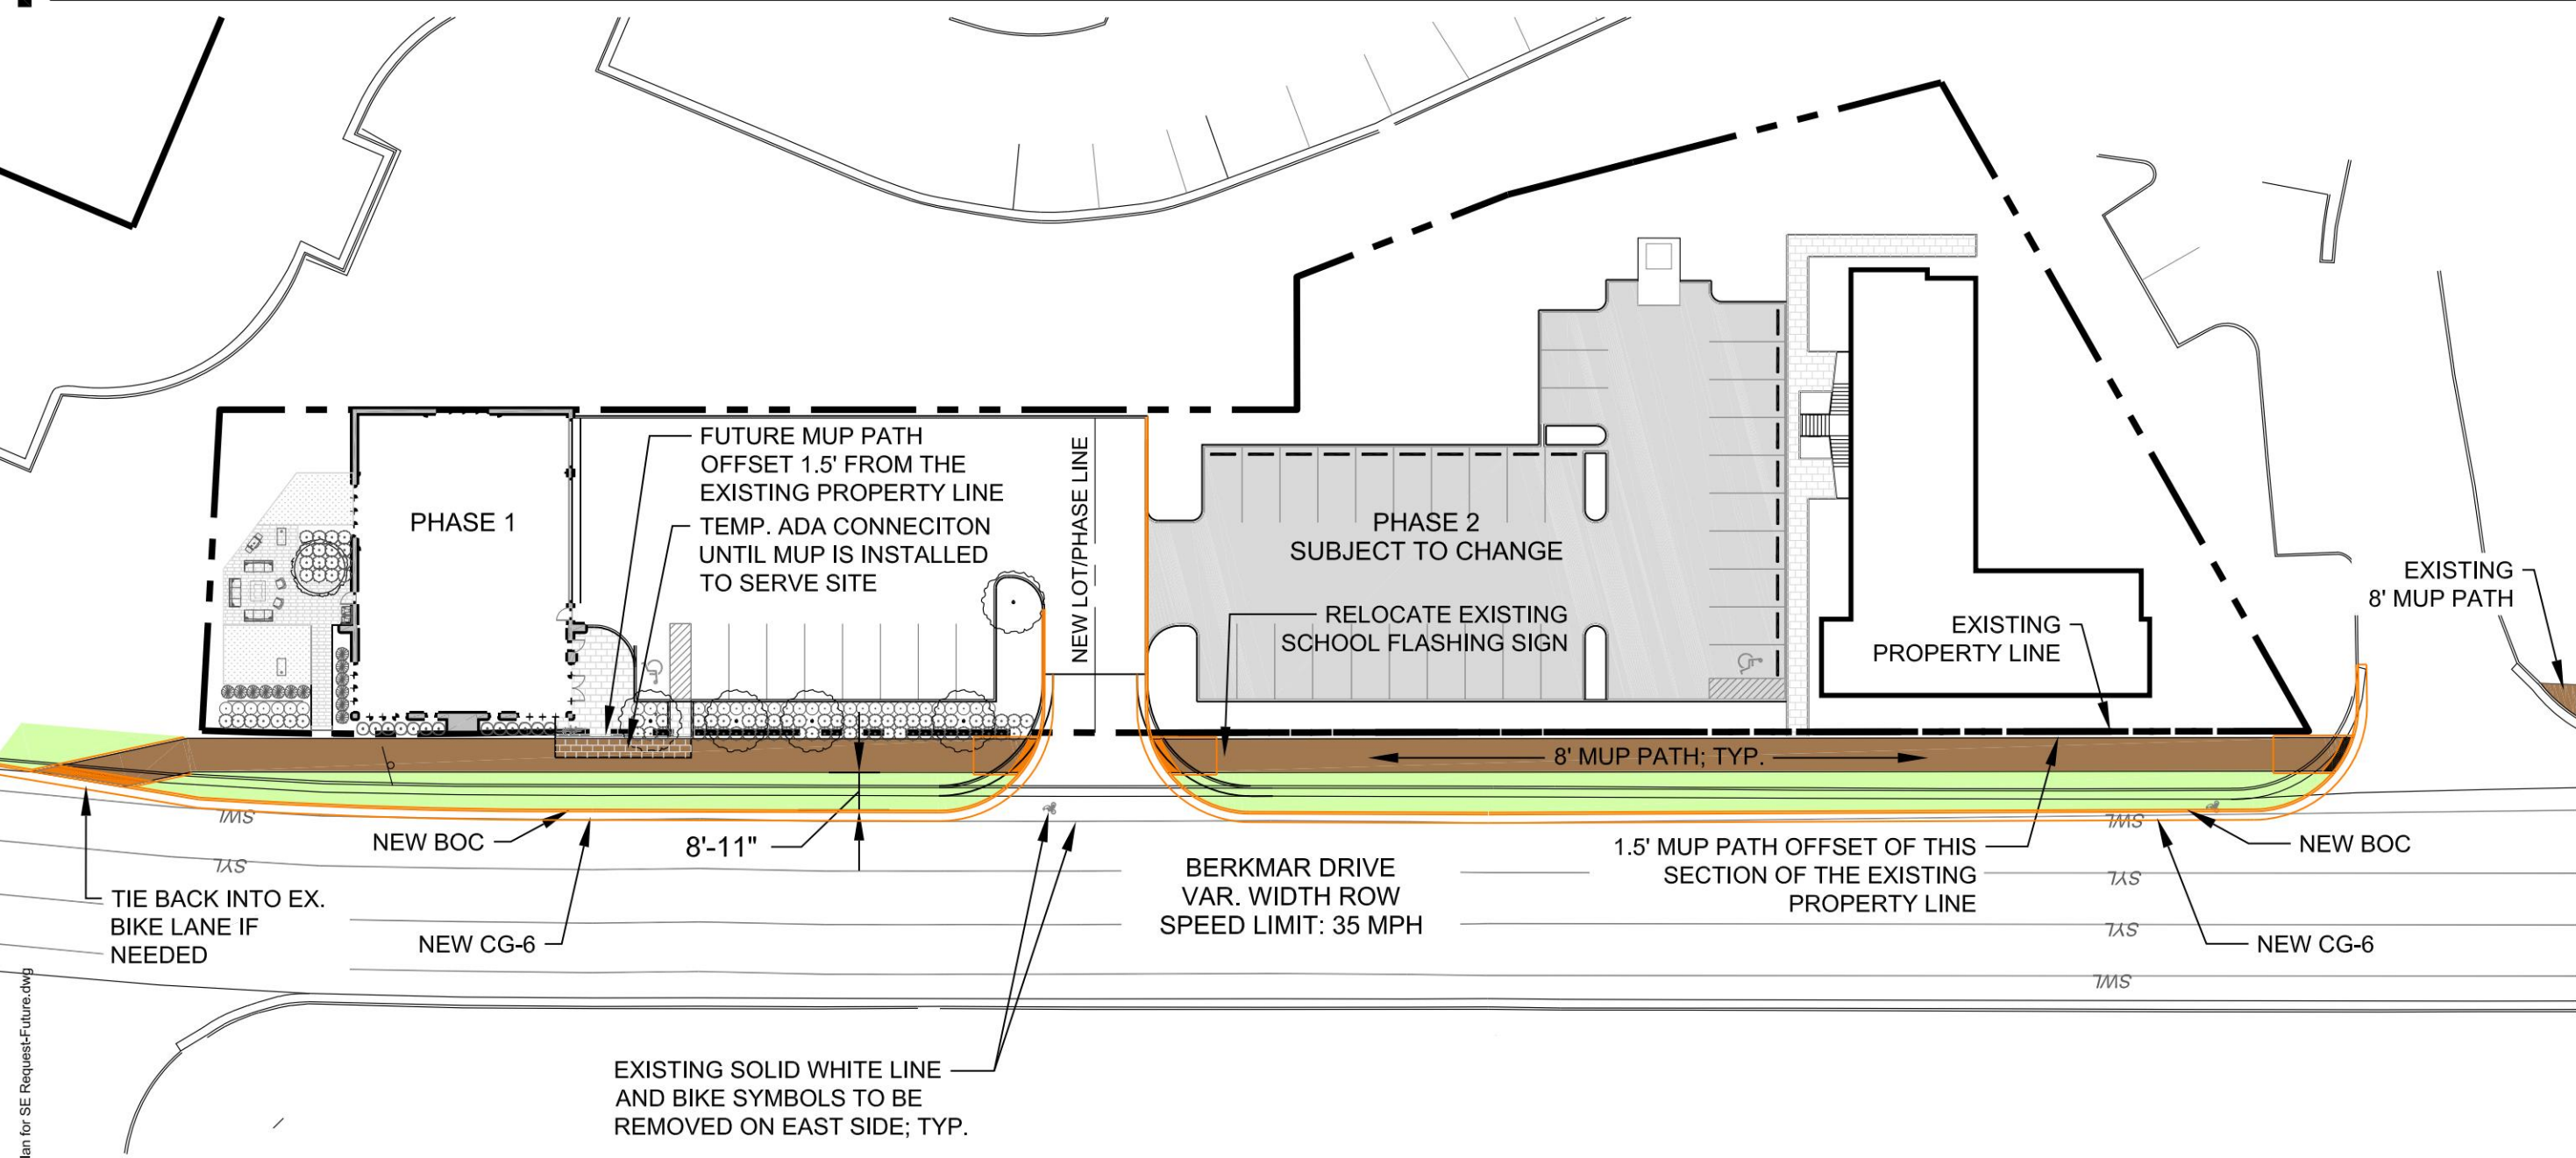 FUTURE MUP PATH
OFFSET 1.5' FROM THE
EXISTING PROPERTY LINE
TEMP. ADA CONNECITON
UNTIL MUP IS INSTALLED
TO SERVE SITE
PHASE 1
NEW LOT/PHASE LINE
PHASE 2
SUBJECT TO CHANGE
RELOCATE EXISTING
SCHOOL FLASHING SIGN
EXISTING
PROPERTY LINE
EXISTING
8' MUP PATH
8' MUP PATH; TYP.
SWL
SYL
NEW BOC
8'-11"
TIE BACK INTO EX.
BIKE LANE IF
NEEDED
NEW CG-6
BERKMAR DRIVE
VAR. WIDTH ROW
SPEED LIMIT: 35 MPH
1.5' MUP PATH OFFSET OF THIS
SECTION OF THE EXISTING
PROPERTY LINE
SWL
SYL
SYL
SWL
NEW BOC
NEW CG-6
EXISTING SOLID WHITE LINE
AND BIKE SYMBOLS TO BE
REMOVED ON EAST SIDE; TYP.
for SE Request-Future.dwg